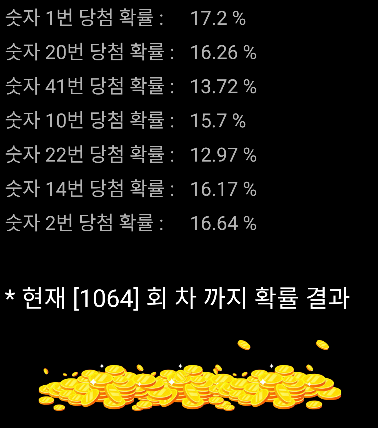 숫자 1번 당첨 확률 : 17.2 %
숫자 20번 당첨 확률 : 16.26 %
숫자 41번 당첨 확률 : 13.72 %
숫자 10번 당첨 확률 : 15.7 %
숫자 22번 당첨 확률 : 12.97 %
숫자 14번 당첨 확률 : 16.17 %
숫자 2번 당첨 확률 : 16.64 %
* 현재 [1064] 회 차 까지 확률 결과